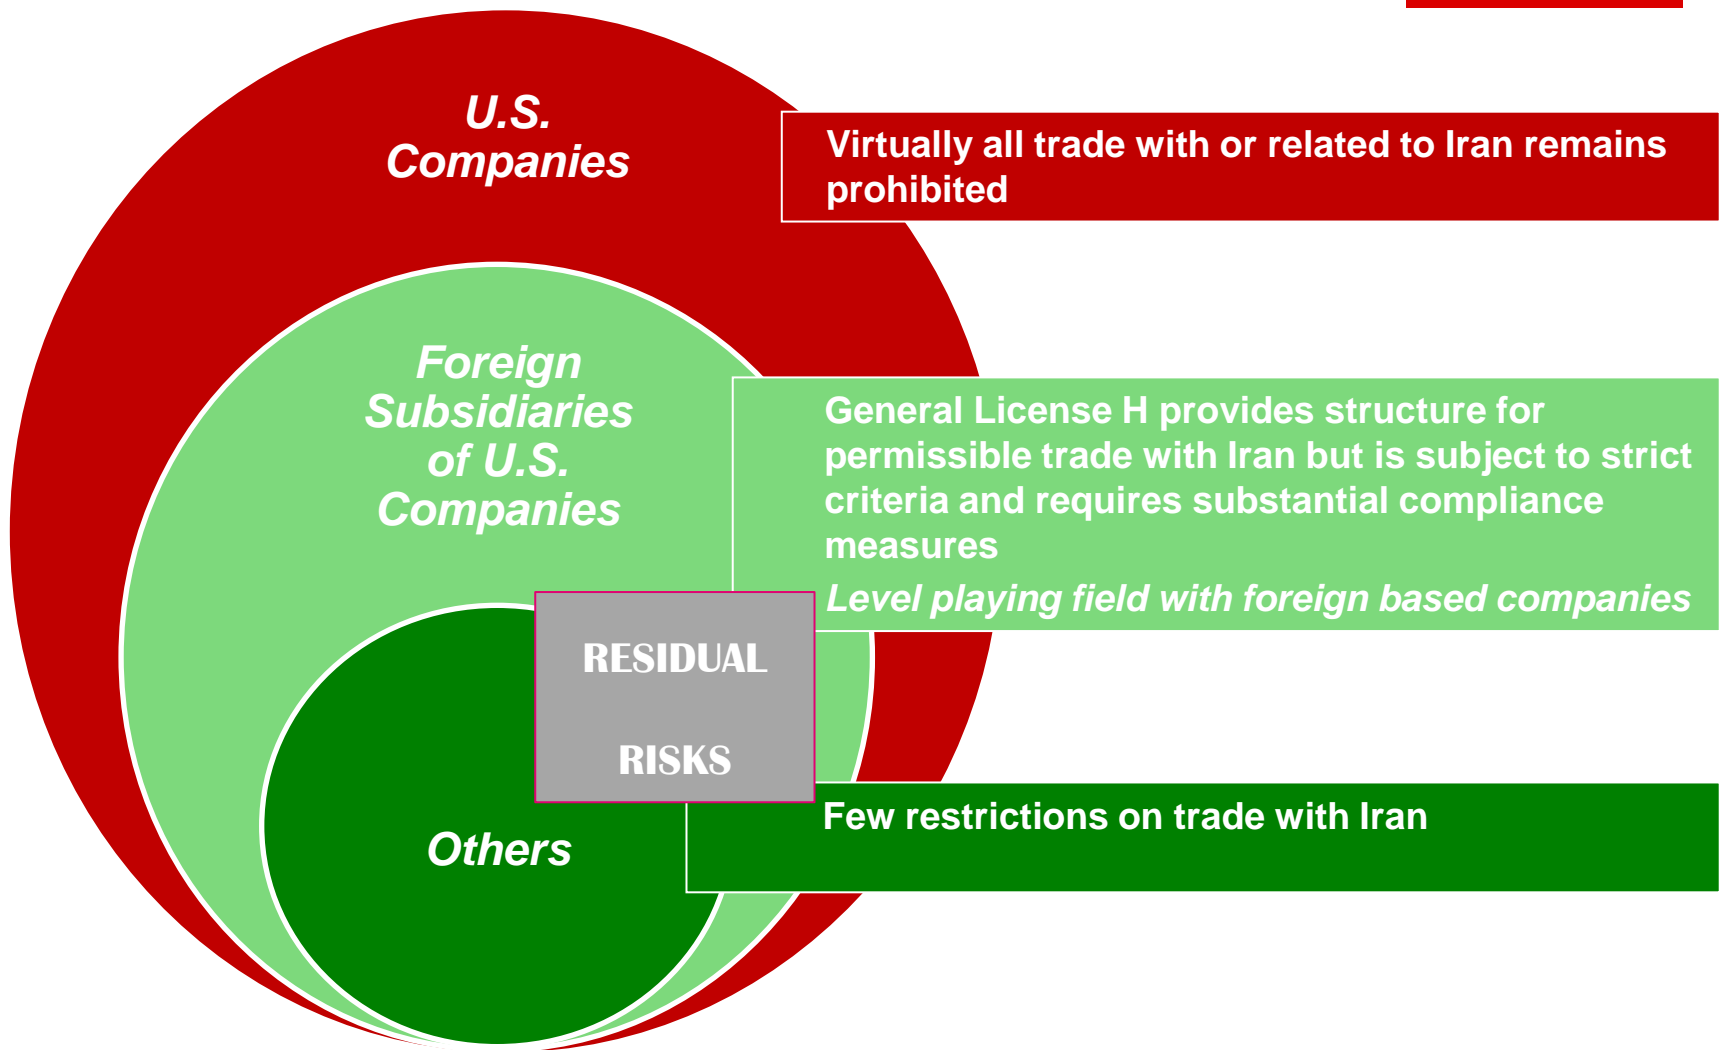 U.S.
Companies
Virtually all trade with or related to Iran remains
prohibited
Foreign
Subsidiaries
of U.S.
Companies
General License H provides structure for
permissible trade with Iran but is subject to strict
criteria and requires substantial compliance
measures
Level playing field with foreign based companies
RESIDUAL
RISKS
Others
Few restrictions on trade with Iran